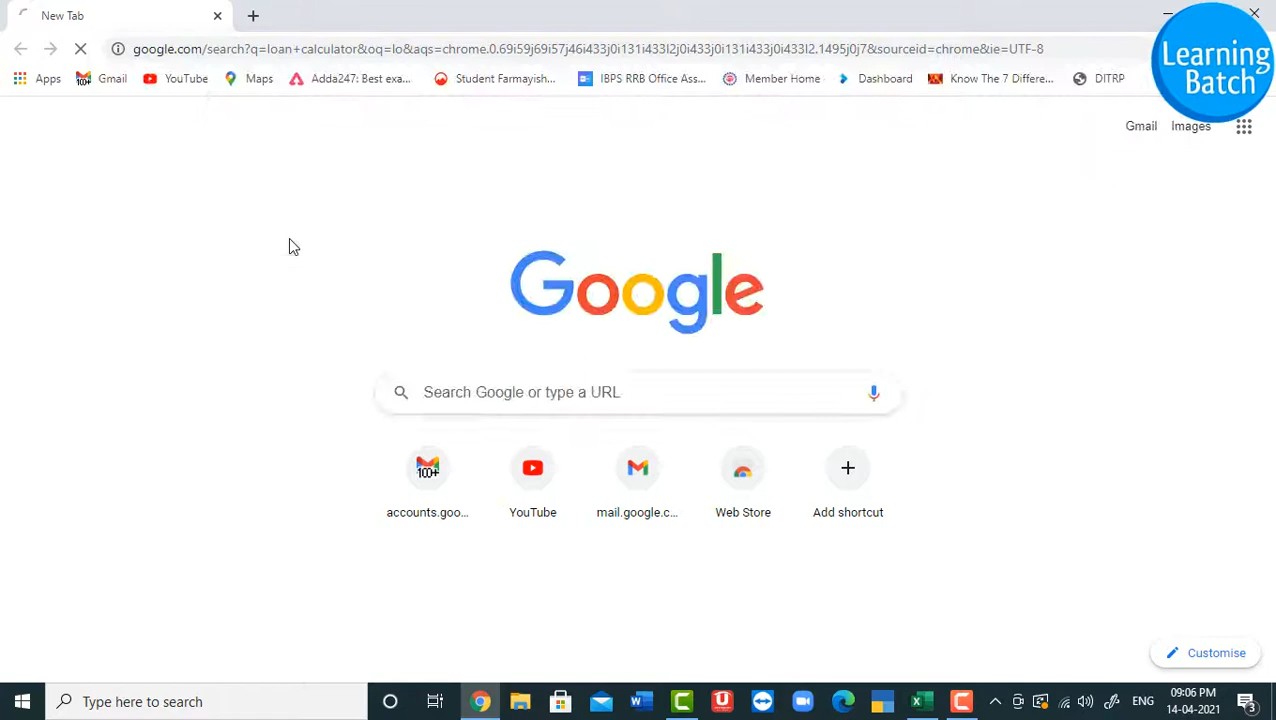 New Tab
google.com/search?q=loan+calculator&oq=lo&aqs=chrome.0.69i59j69i57j46i433j0i131i433l2j0i433j0i131i433j0i433l2.1495j0j7&sourceid=chrome&ie=UTF-8
Learning
Batch
Apps 100+ Gmail YouTube Maps Adda247: Best exa... Student Farmayish... IBPS RRB Office Ass... Member Home Dashboard Know The 7 Differe... DITRP
Gmail Images
Google
Search Google or type a URL
100+
accounts.goo... YouTube mail.google.c... Web Store Add shortcut
Customise
Type here to search
ENG
09:06 PM
14-04-2021
3